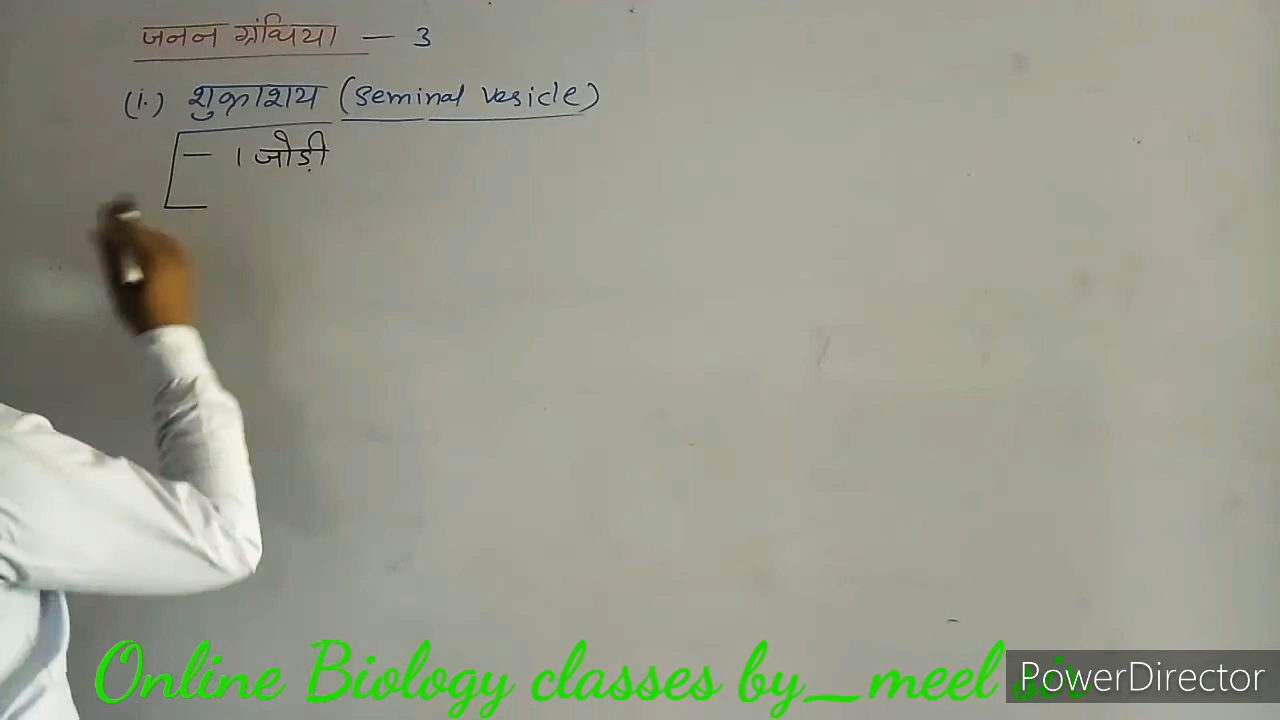 जनन ग्रंथिया — 3
(i.) शुक्राशय (Seminal vesicle)
— 1 जोड़ी
Online Biology classes by_meel
PowerDirector